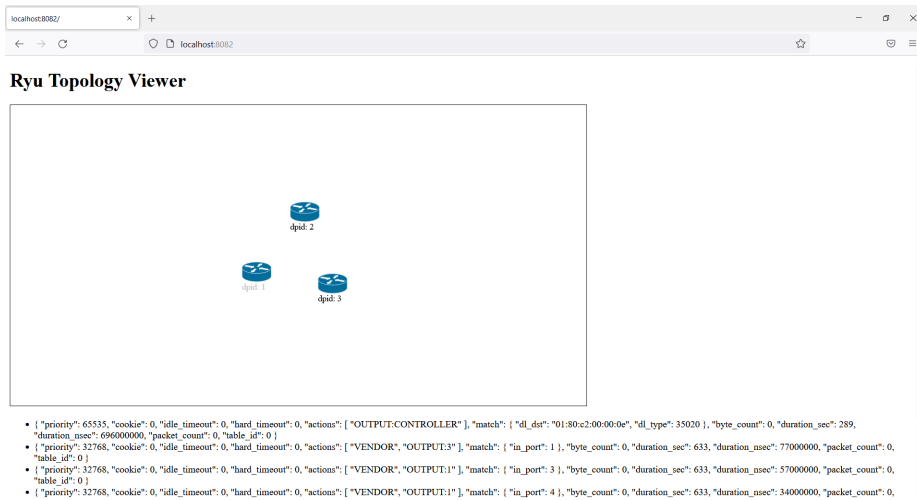 localhost:8082/
localhost:8082
Ryu Topology Viewer
dpid: 2
dpid: 1
dpid: 3
• { "priority": 65535, "cookie": 0, "idle_timeout": 0, "hard_timeout": 0, "actions": [ "OUTPUT:CONTROLLER" ], "match": { "dl_dst": "01:80:c2:00:00:0e", "dl_type": 35020 }, "byte_count": 0, "duration_sec": 289,
"duration_nsec": 696000000, "packet_count": 0, "table_id": 0 }
• { "priority": 32768, "cookie": 0, "idle_timeout": 0, "hard_timeout": 0, "actions": [ "VENDOR", "OUTPUT:3" ], "match": { "in_port": 1 }, "byte_count": 0, "duration_sec": 633, "duration_nsec": 77000000, "packet_count": 0,
"table_id": 0 }
• { "priority": 32768, "cookie": 0, "idle_timeout": 0, "hard_timeout": 0, "actions": [ "VENDOR", "OUTPUT:1" ], "match": { "in_port": 3 }, "byte_count": 0, "duration_sec": 633, "duration_nsec": 57000000, "packet_count": 0,
"table_id": 0 }
• { "priority": 32768, "cookie": 0, "idle_timeout": 0, "hard_timeout": 0, "actions": [ "VENDOR", "OUTPUT:1" ], "match": { "in_port": 4 }, "byte_count": 0, "duration_sec": 633, "duration_nsec": 34000000, "packet_count": 0,